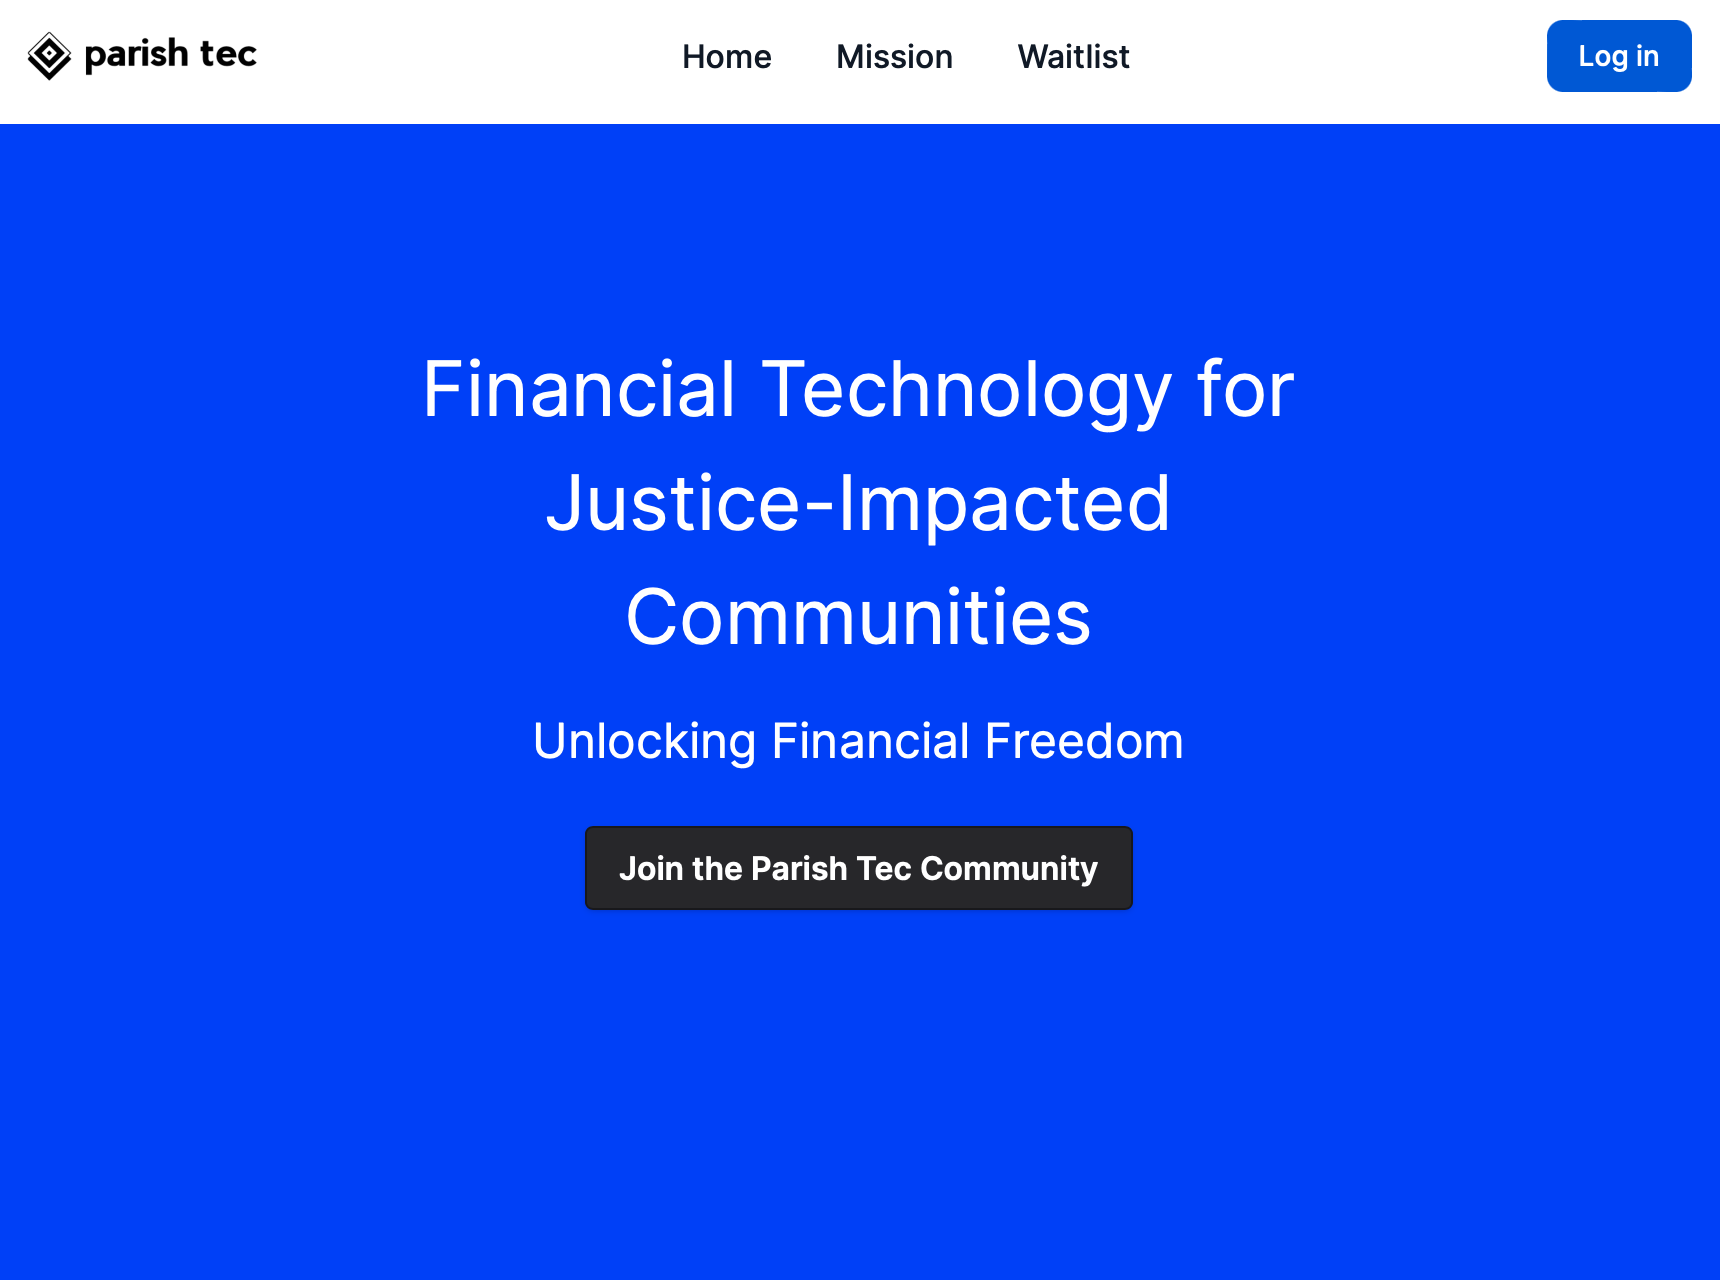 parish tec
Home
Mission
Waitlist
Log in
Financial Technology for
Justice-Impacted
Communities
Unlocking Financial Freedom
Join the Parish Tec Community